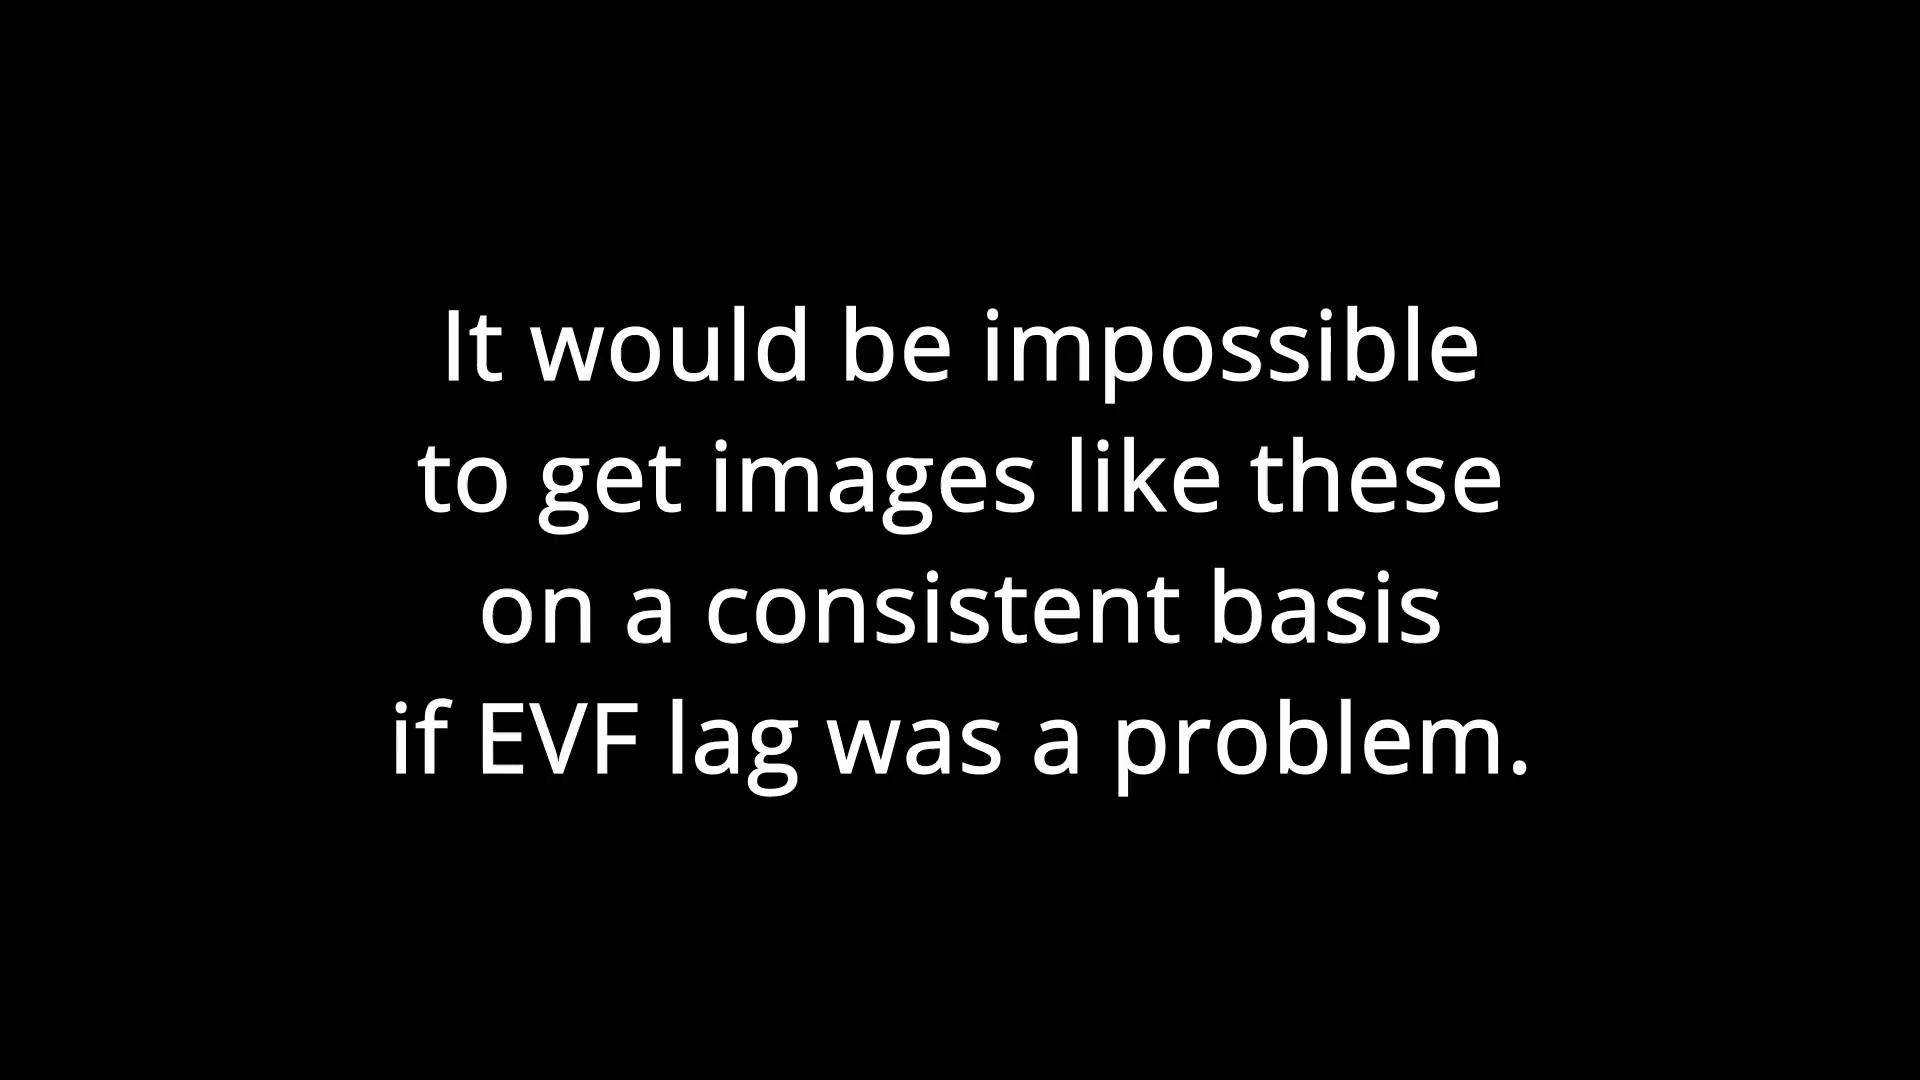 It would be impossible
to get images like these
on a consistent basis
if EVF lag was a problem.